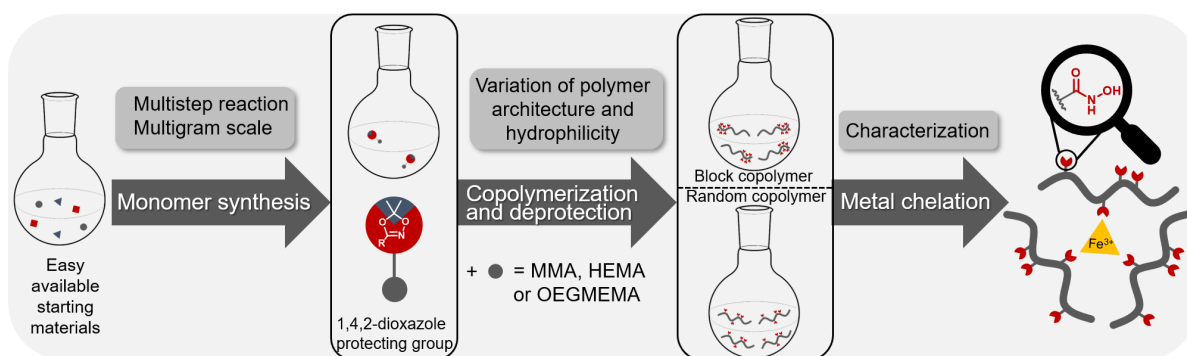 Easy
available
starting
materials
Multistep reaction
Multigram scale
Monomer synthesis
O
O
N
R
1,4,2-dioxazole
protecting group
Variation of polymer
architecture and
hydrophilicity
Copolymerization
and deprotection
+ = MMA, HEMA
or OEGMEMA
Block copolymer
Random copolymer
Characterization
Metal chelation
O
N
H
OH
Fe³⁺